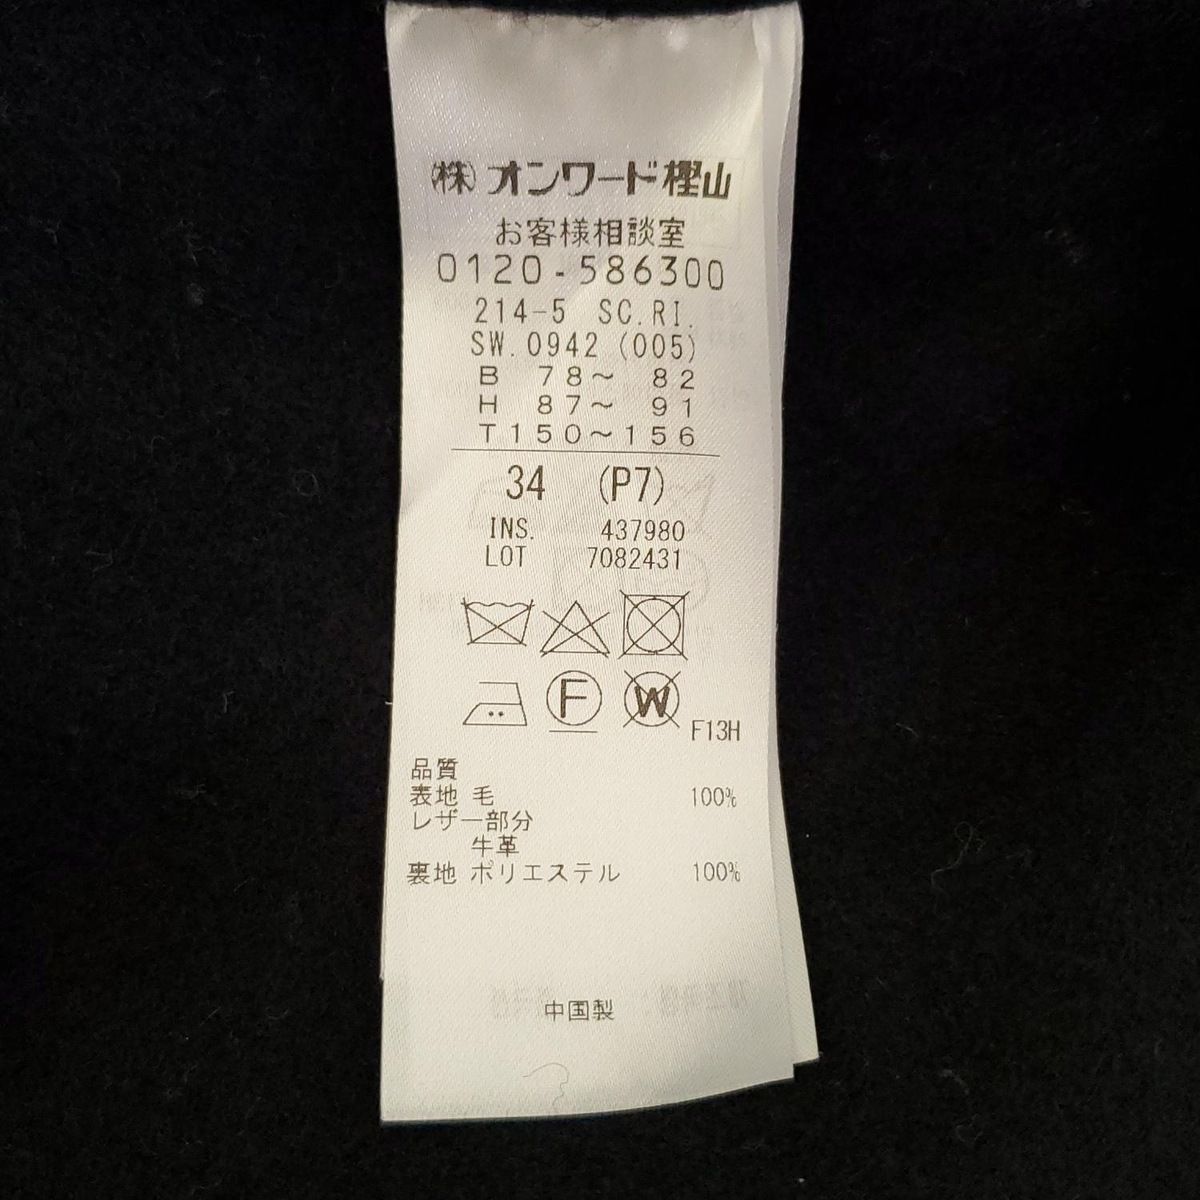 ㈱オンワード樫山
お客様相談室
0120-586300
214-5 SC.RI.
SW.0942 (005)
B 78～ 82
H 87～ 91
T150～156
34 (P7)
INS. 437980
LOT 7082431
F
W
F13H
品質
表地 毛 100%
レザー部分
牛革
裏地 ポリエステル 100%
中国製